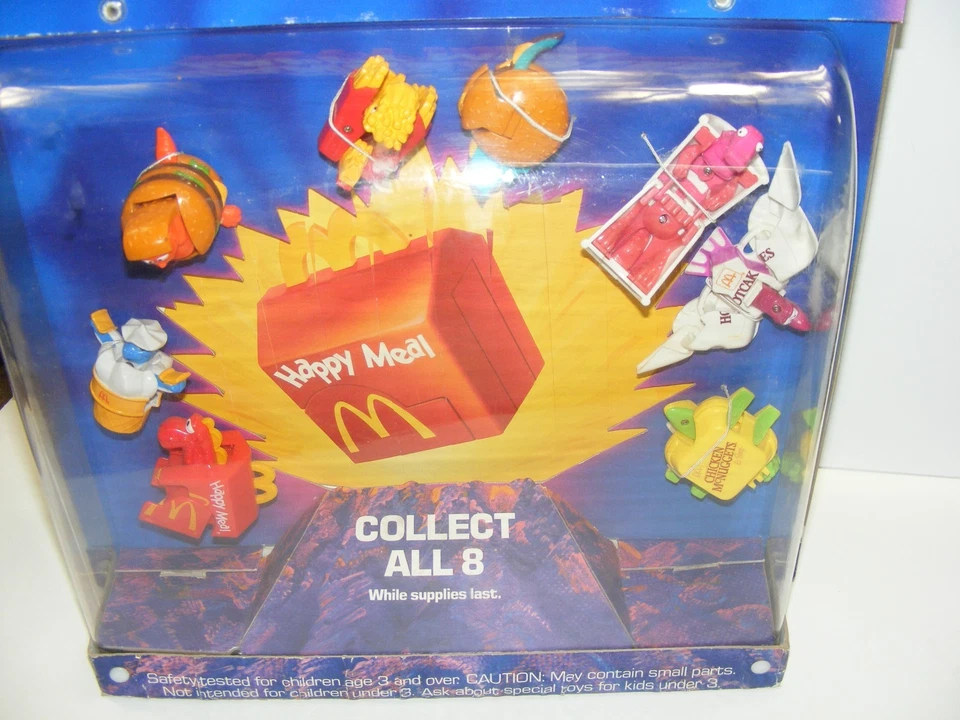 HOTCAKES
Happy Meal
M
CHICKEN
McNUGGETS
Happy Meal
COLLECT
ALL 8
While supplies last.
Safety tested for children age 3 and over. CAUTION: May contain small parts.
Not intended for children under 3. Ask about special toys for kids under 3.